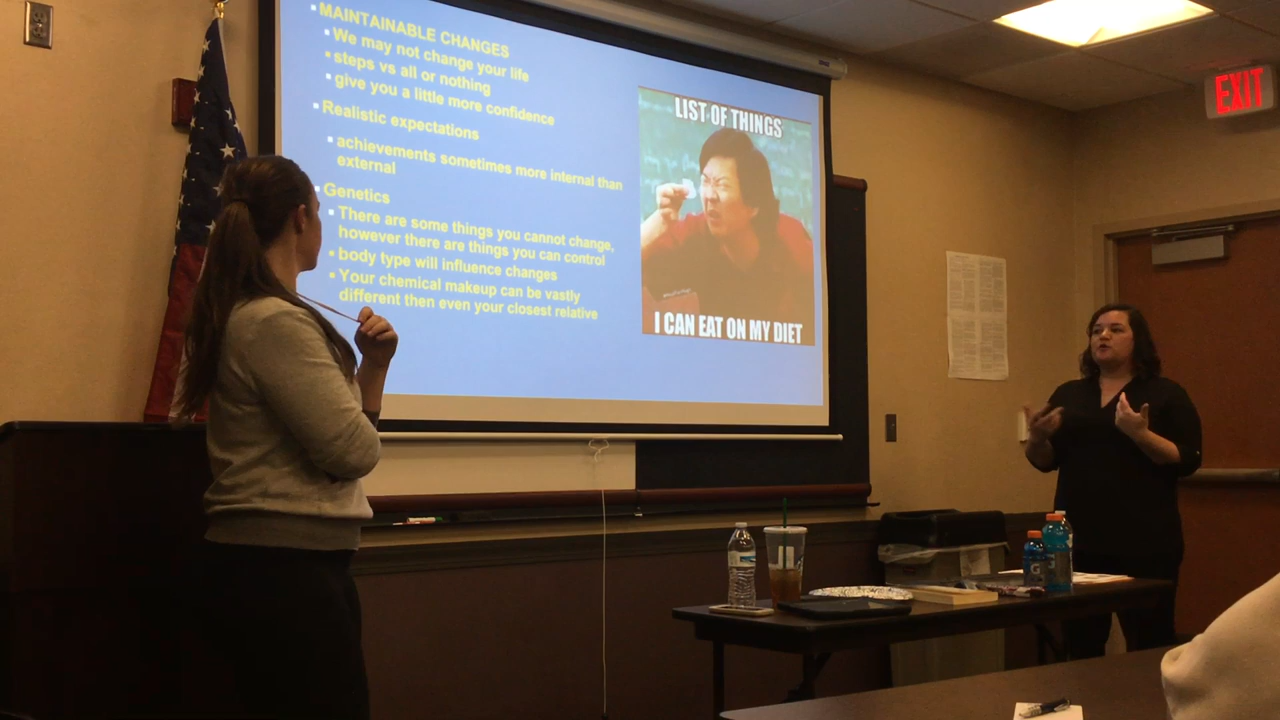 MAINTAINABLE CHANGES
We may not change your life
steps vs all or nothing
give you a little more confidence
Realistic expectations
achievements sometimes more internal than
external
Genetics
There are some things you cannot change,
however there are things you can control
body type will influence changes
Your chemical makeup can be vastly
different then even your closest relative
LIST OF THINGS
I CAN EAT ON MY DIET
EXIT
G